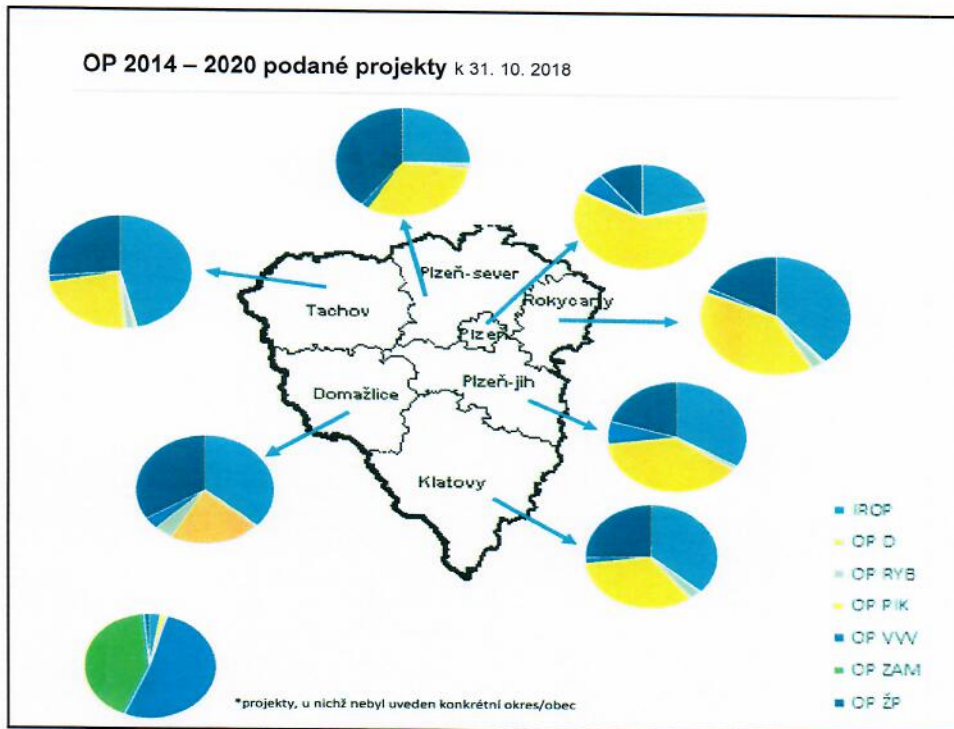 OP 2014 – 2020 podané projekty k 31. 10. 2018
Plzeň-sever
Tachov
Rokycany
Plzeň
Domažlice
Plzeň-jih
Klatovy
IROP
OP D
OP RYB
OP PIK
OP VVV
OP ZAM
OP ŽP
*projekty, u nichž nebyl uveden konkrétní okres/obec